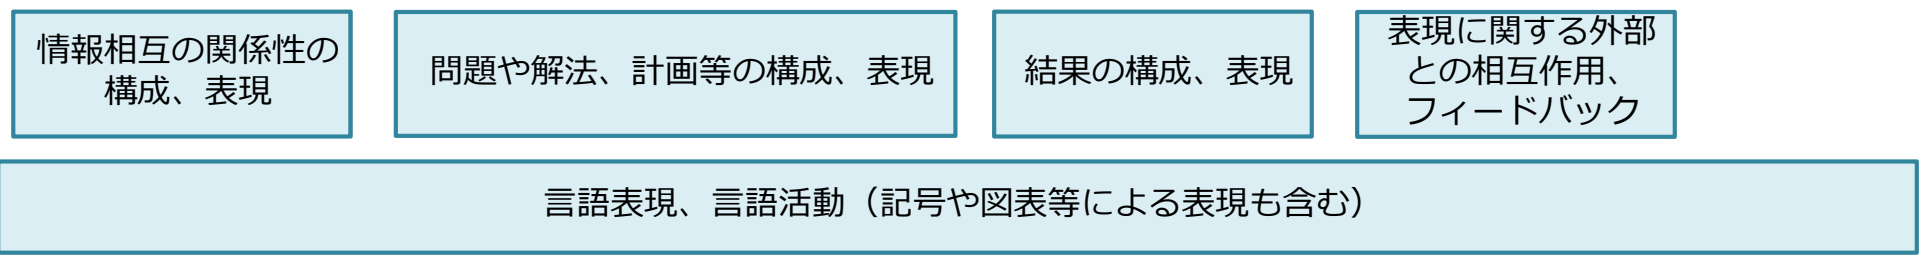 情報相互の関係性の
構成、表現
問題や解法、計画等の構成、表現
結果の構成、表現
表現に関する外部
との相互作用、
フィードバック
言語表現、言語活動（記号や図表等による表現も含む）